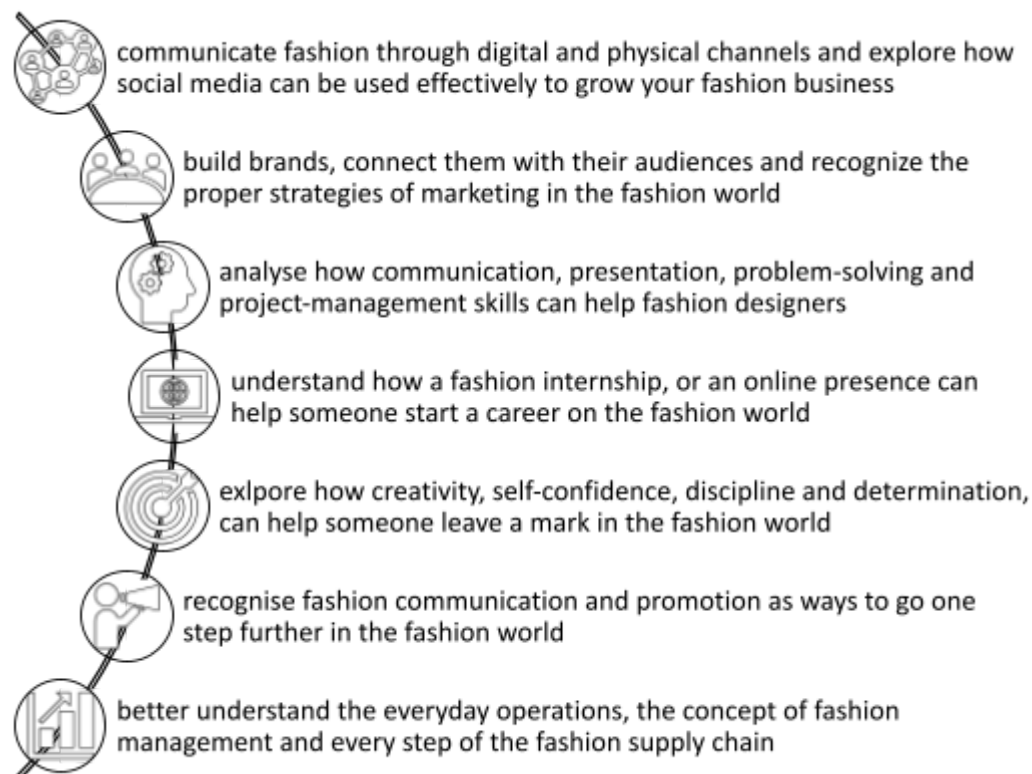 communicate fashion through digital and physical channels and explore how
social media can be used effectively to grow your fashion business
build brands, connect them with their audiences and recognize the
proper strategies of marketing in the fashion world
analyse how communication, presentation, problem-solving and
project-management skills can help fashion designers
understand how a fashion internship, or an online presence can
help someone start a career on the fashion world
exlpore how creativity, self-confidence, discipline and determination,
can help someone leave a mark in the fashion world
recognise fashion communication and promotion as ways to go one
step further in the fashion world
better understand the everyday operations, the concept of fashion
management and every step of the fashion supply chain